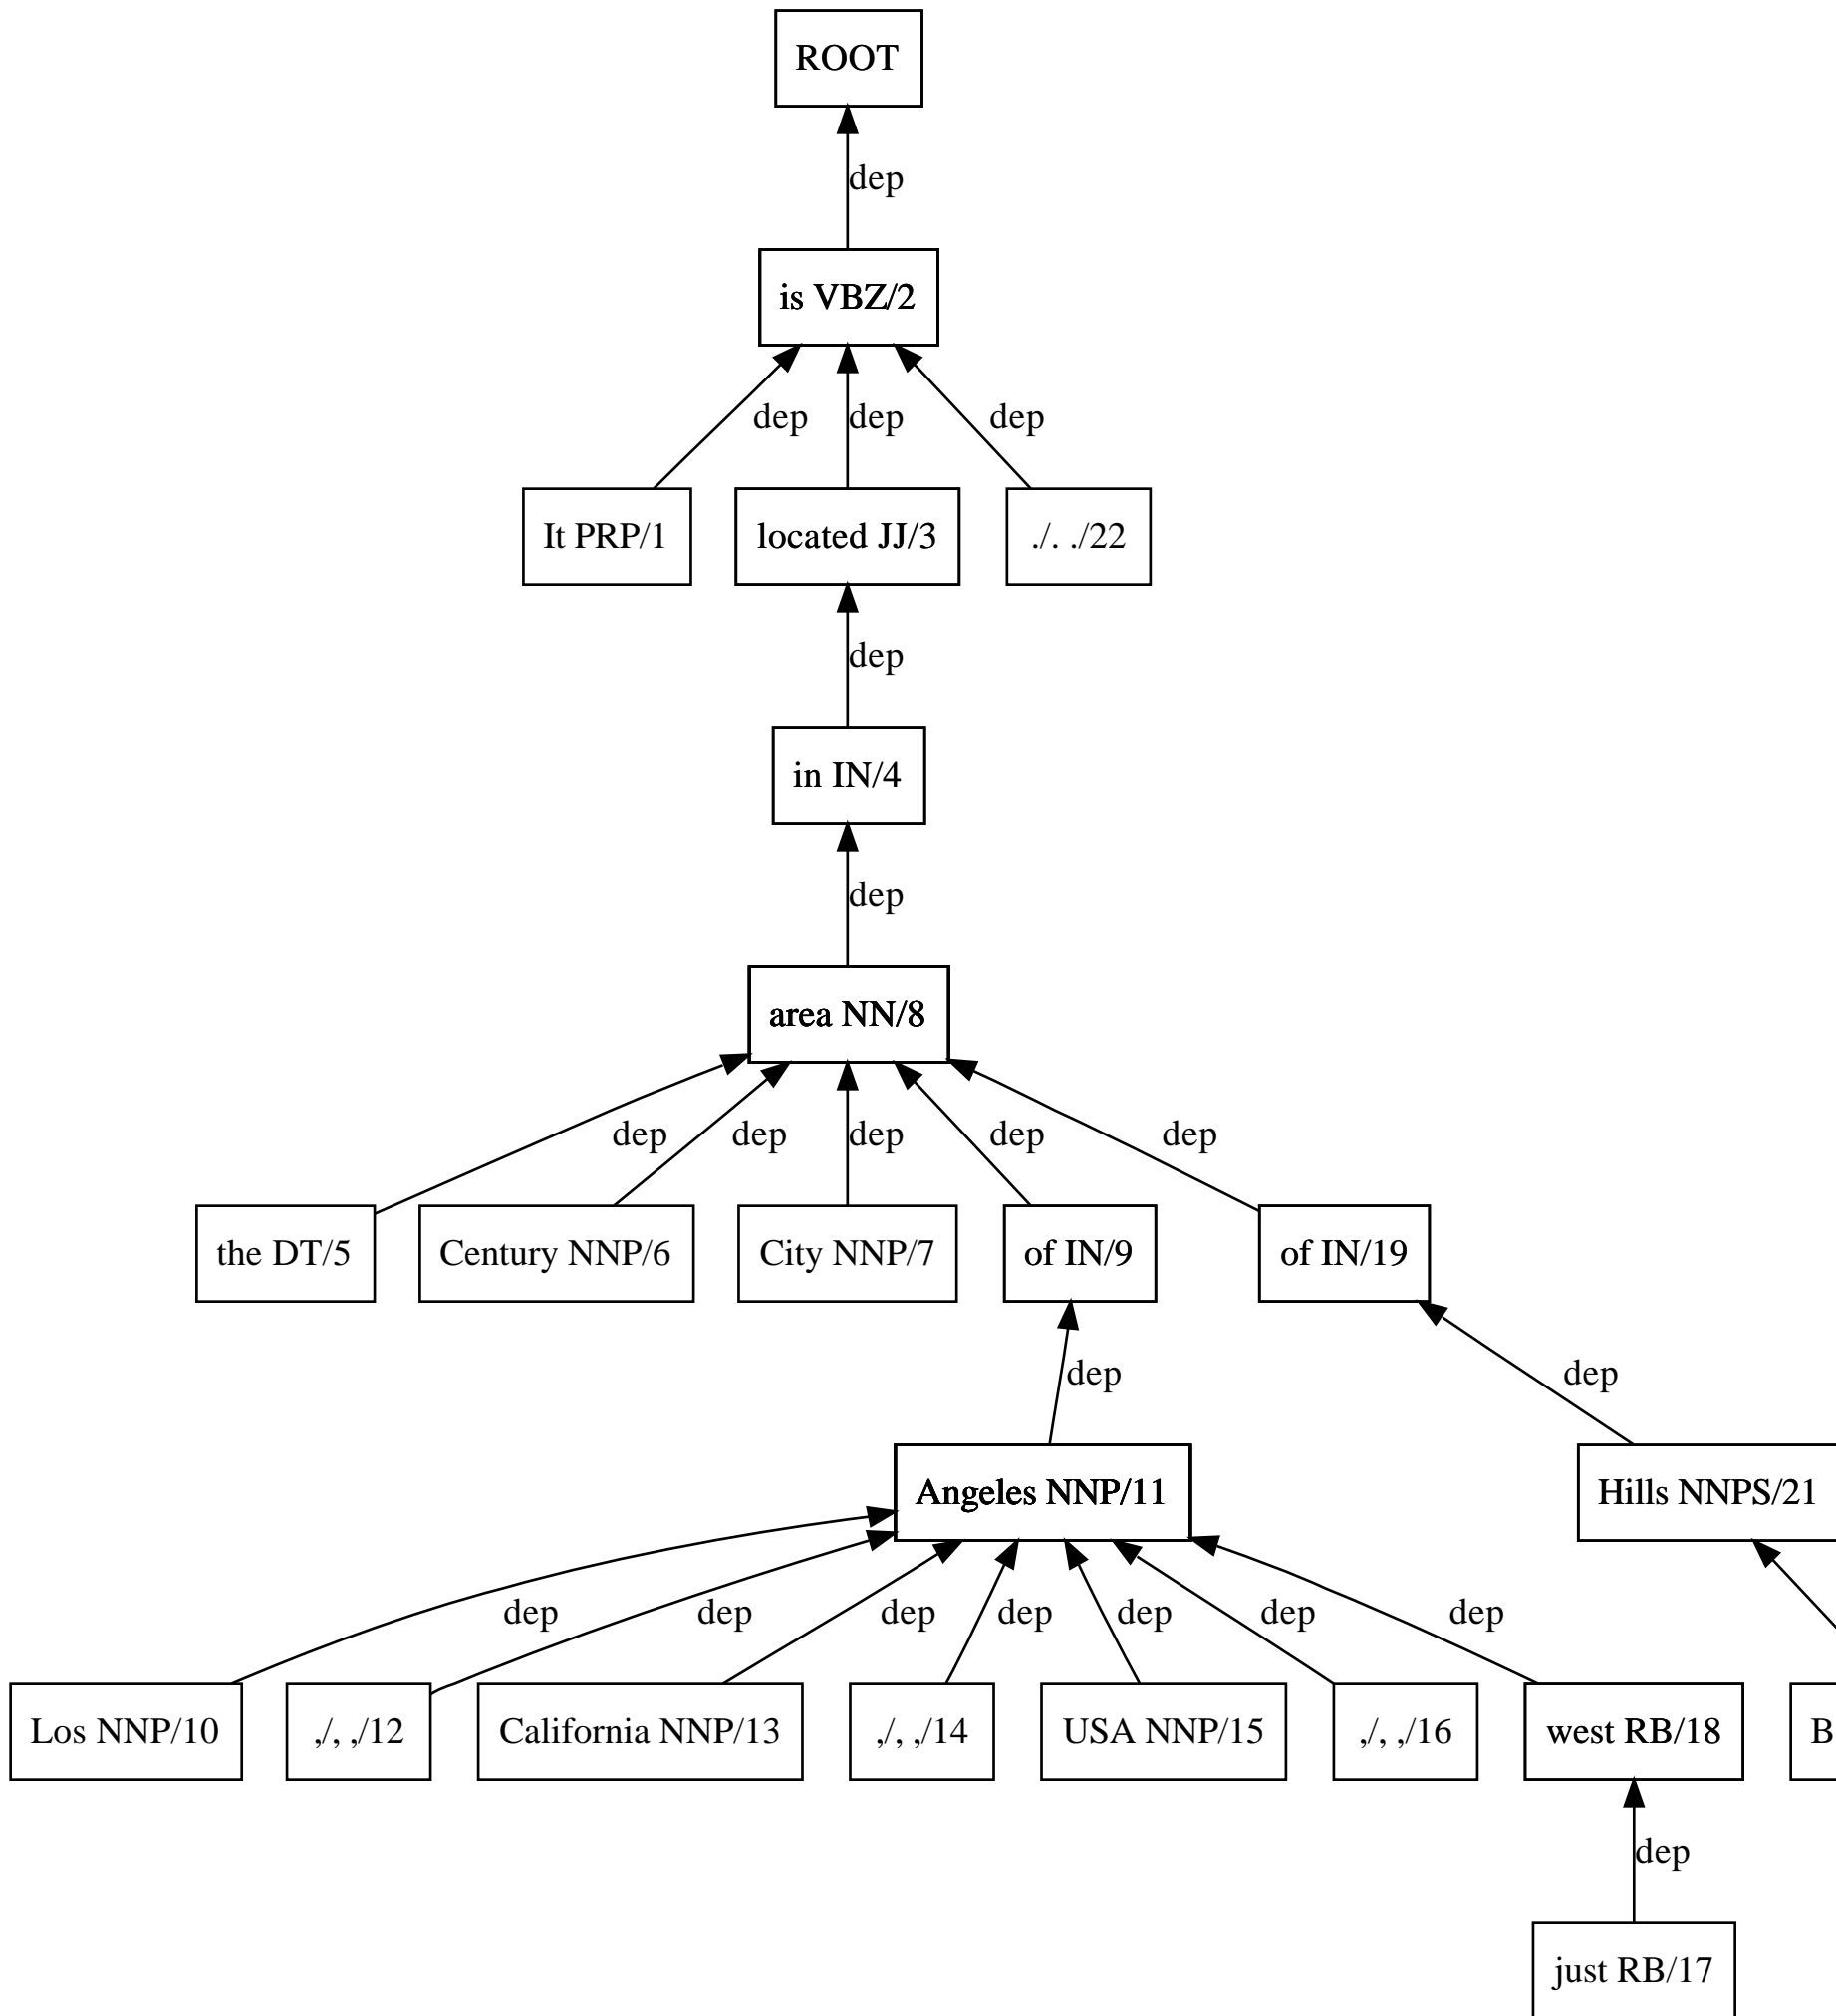 ROOT
dep
is VBZ/2
dep dep dep
It PRP/1 located JJ/3 ./. ./22
dep
in IN/4
dep
area NN/8
dep dep dep dep dep
the DT/5 Century NNP/6 City NNP/7 of IN/9 of IN/19
dep dep
Angeles NNP/11 Hills NNPS/21
dep dep dep dep dep dep dep
Los NNP/10 ,/, ,/12 California NNP/13 ,/, ,/14 USA NNP/15 ,/, ,/16 west RB/18
dep
just RB/17